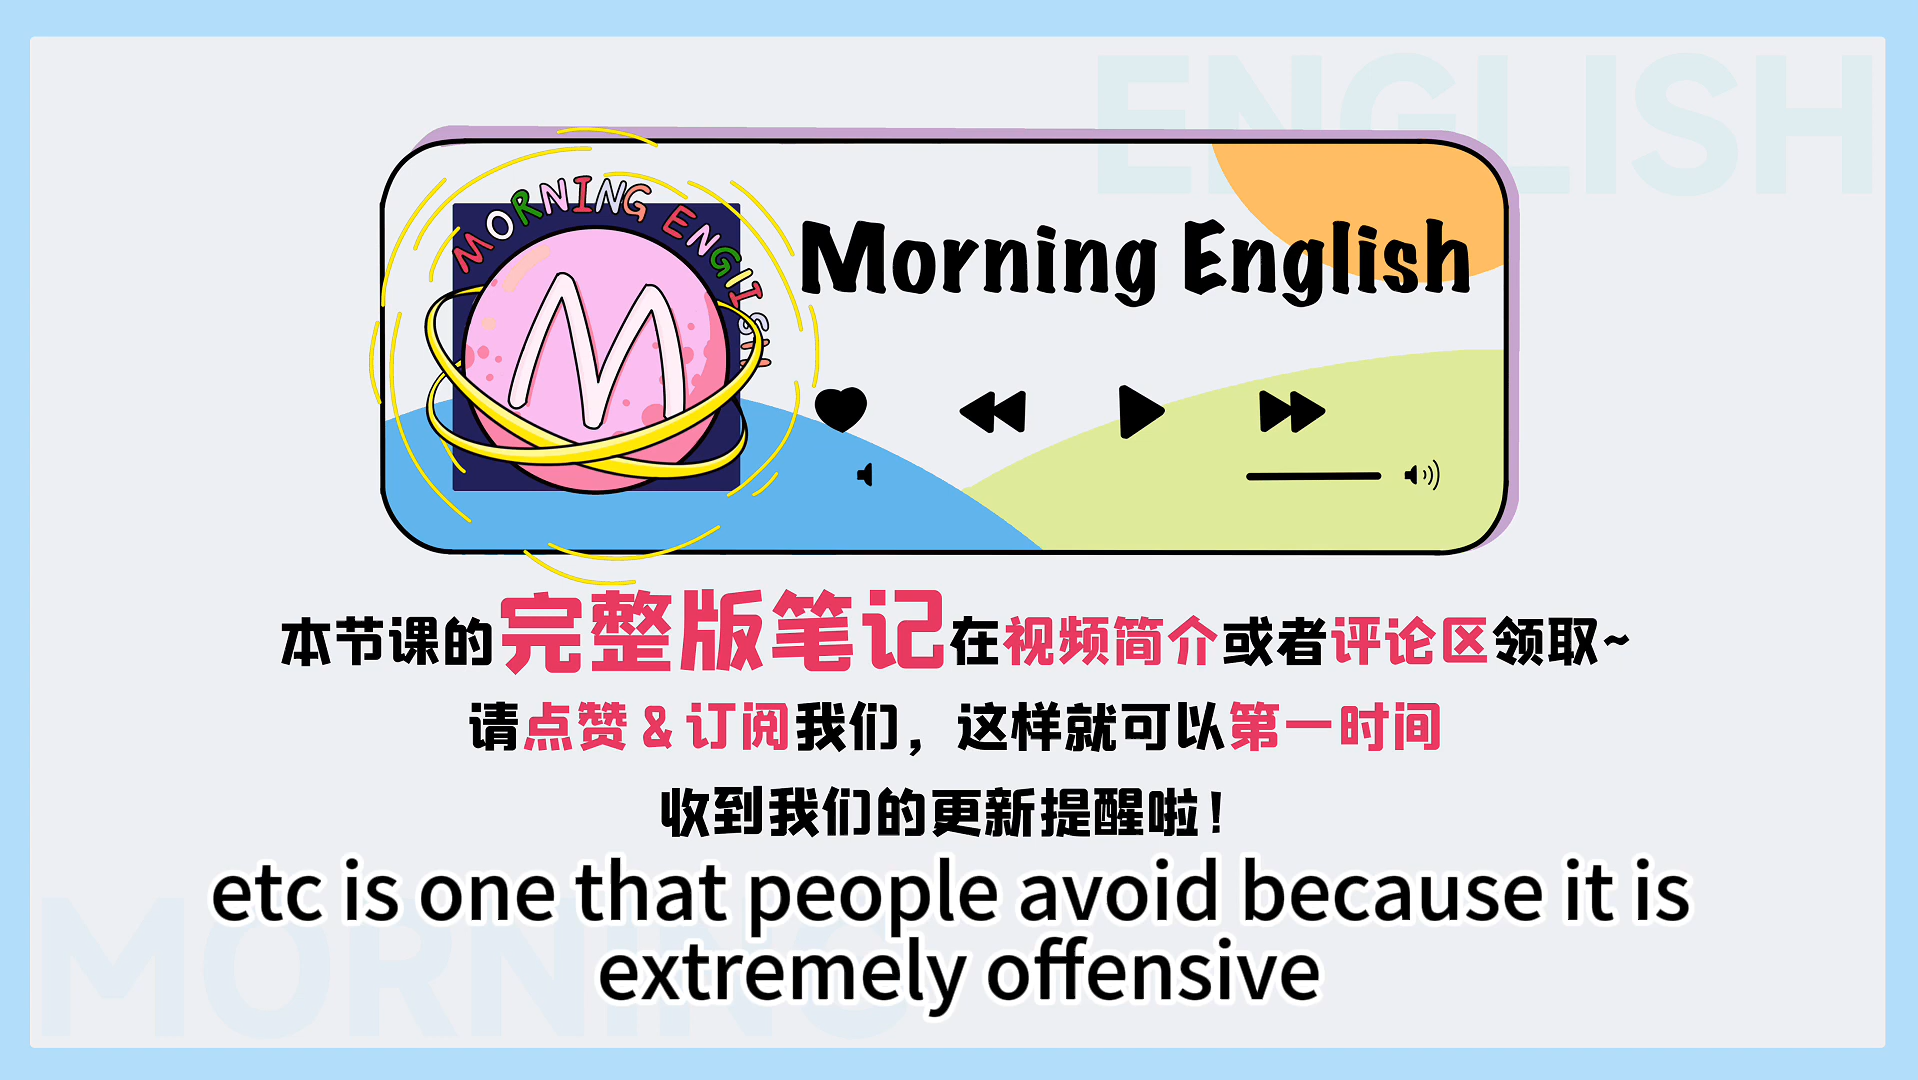 ENGLISH
MORNING ENGLISH
M
Morning English
本节课的完整版笔记在视频简介或者评论区领取~
请点赞&订阅我们，这样就可以第一时间
收到我们的更新提醒啦！
etc is one that people avoid because it is
extremely offensive
MORNING